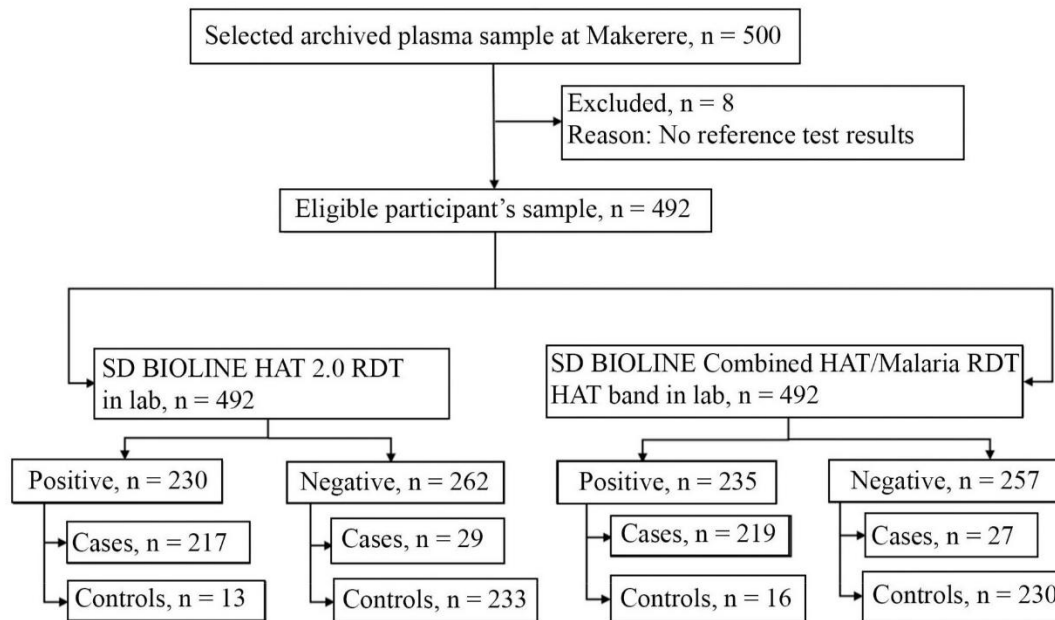 Selected archived plasma sample at Makerere, n = 500
Excluded, n = 8
Reason: No reference test results
Eligible participant’s sample, n = 492
SD BIOLINE HAT 2.0 RDT
in lab, n = 492
SD BIOLINE Combined HAT/Malaria RDT
HAT band in lab, n = 492
Positive, n = 230
Negative, n = 262
Positive, n = 235
Negative, n = 257
Cases, n = 217
Cases, n = 29
Cases, n = 219
Cases, n = 27
Controls, n = 13
Controls, n = 233
Controls, n = 16
Controls, n = 230